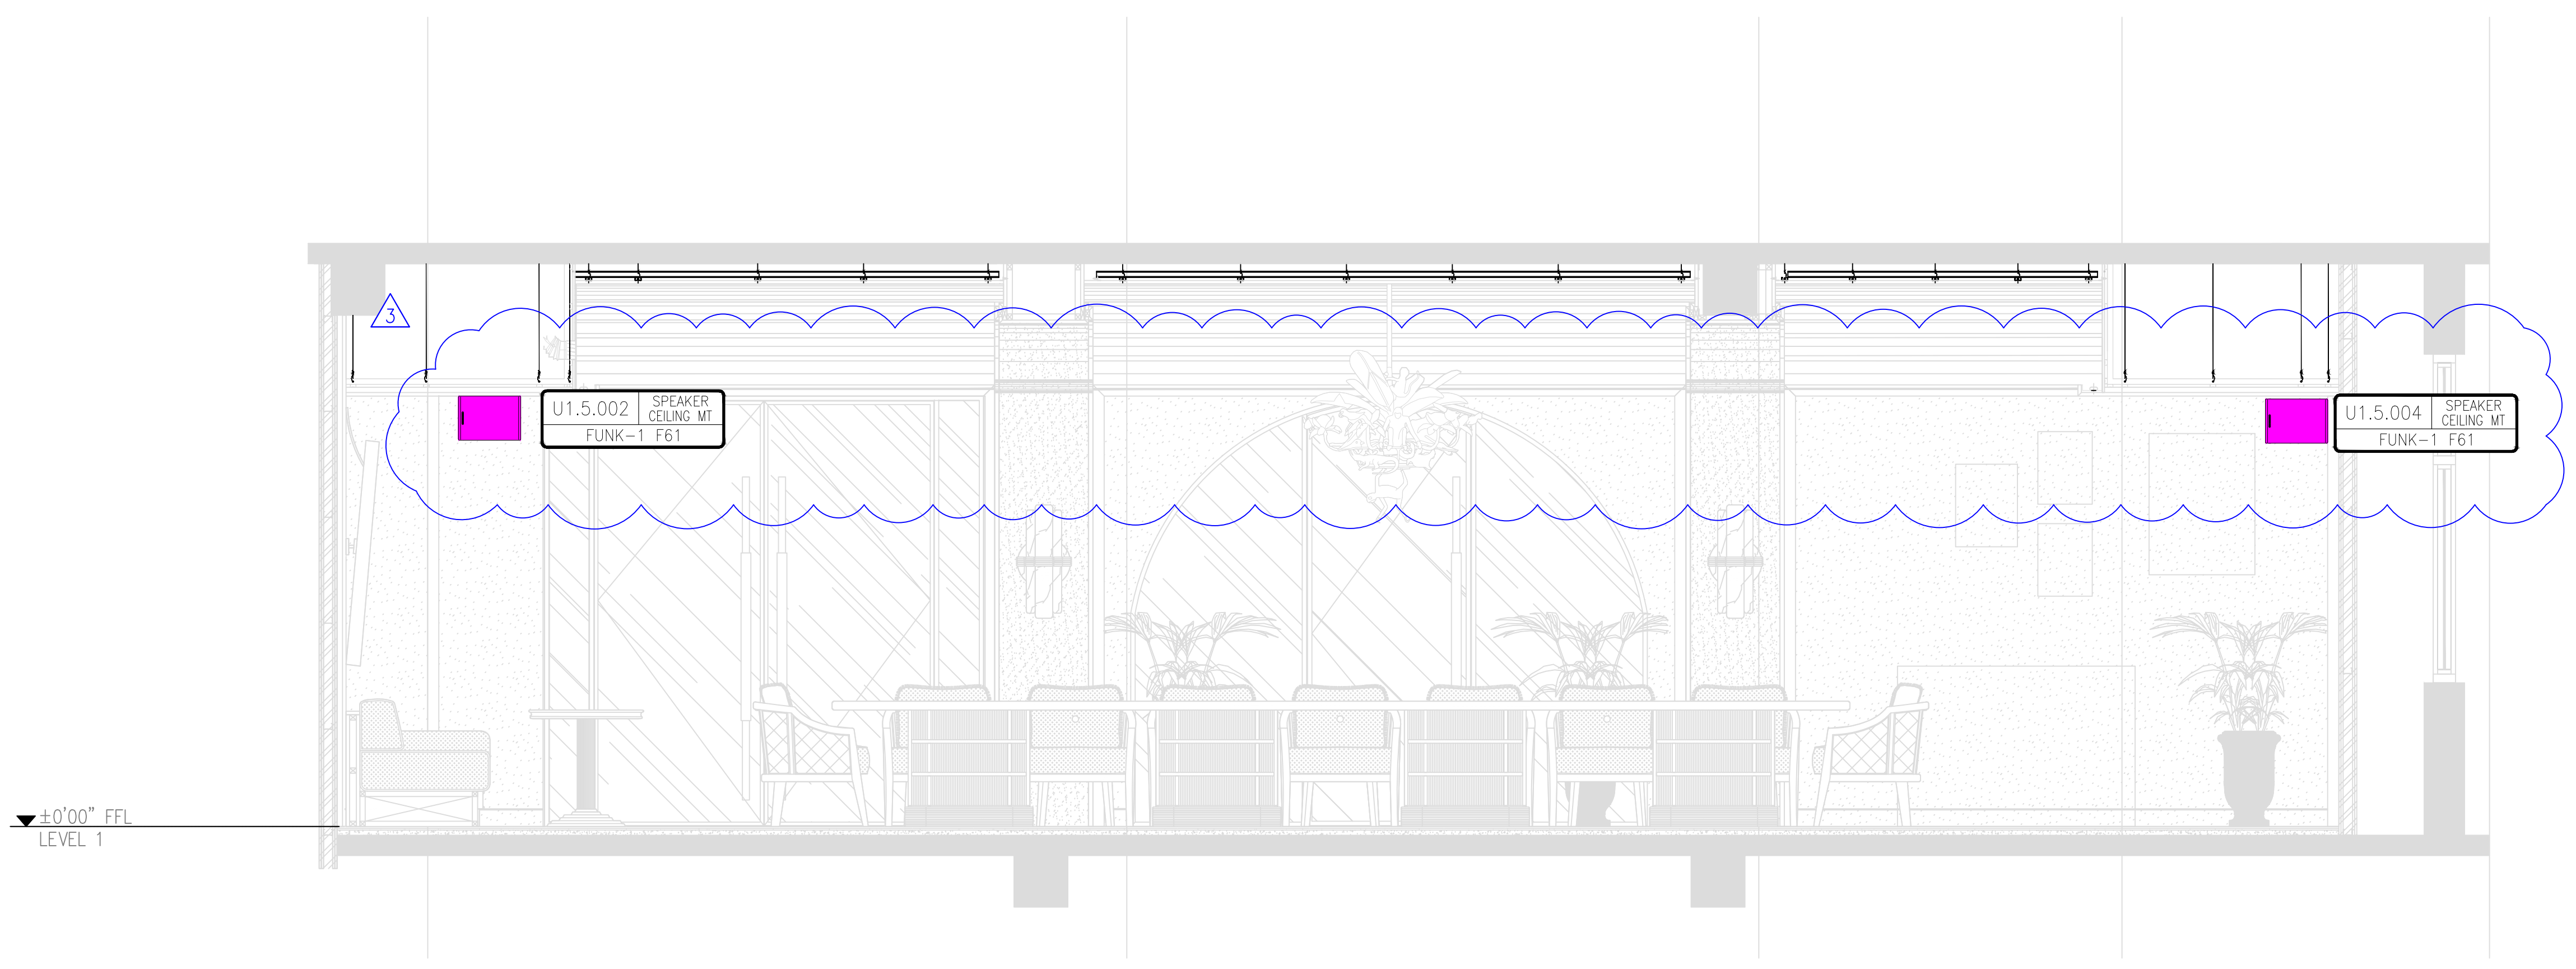 3
U1.5.002
SPEAKER
CEILING MT
FUNK-1 F61
U1.5.004
SPEAKER
CEILING MT
FUNK-1 F61
±0'00" FFL
LEVEL 1